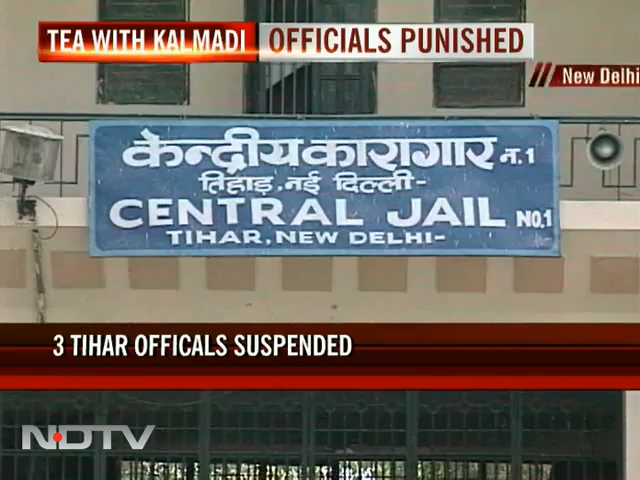 TEA WITH KALMADI OFFICIALS PUNISHED
New Delhi
केन्द्रीय कारागार न.1
तिहाड़, नई दिल्ली-
CENTRAL JAIL NO.1
TIHAR, NEW DELHI-
3 TIHAR OFFICALS SUSPENDED
NDTV